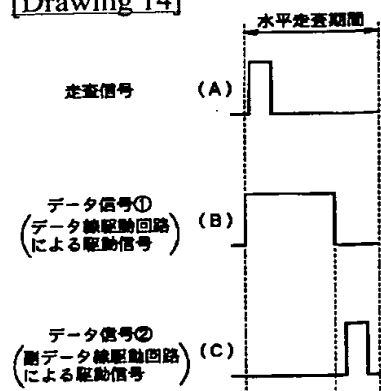 [Drawing 14]
水平走査期間
走査信号 (A)
データ信号①
(データ線駆動回路
による駆動信号) (B)
データ信号②
(副データ線駆動回路
による駆動信号) (C)